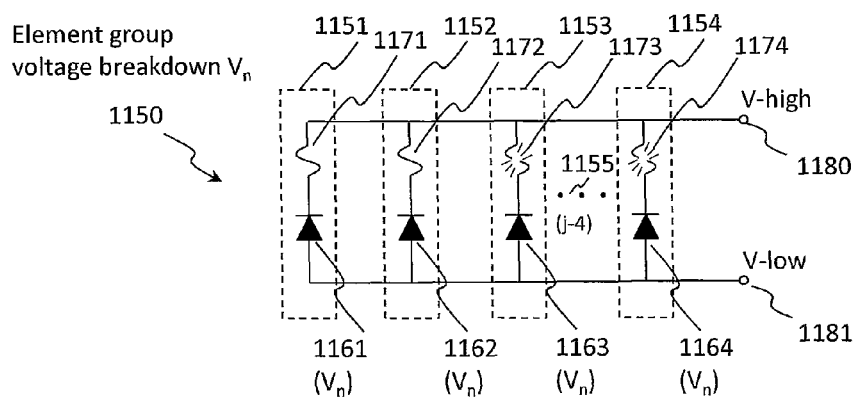 Element group
voltage breakdown Vn
1150
1151 1171 1152 1172 1153 1173 1154 1174
V-high
1180
1155
(j-4)
V-low
1181
1161 1162 1163 1164
(Vn) (Vn) (Vn) (Vn)